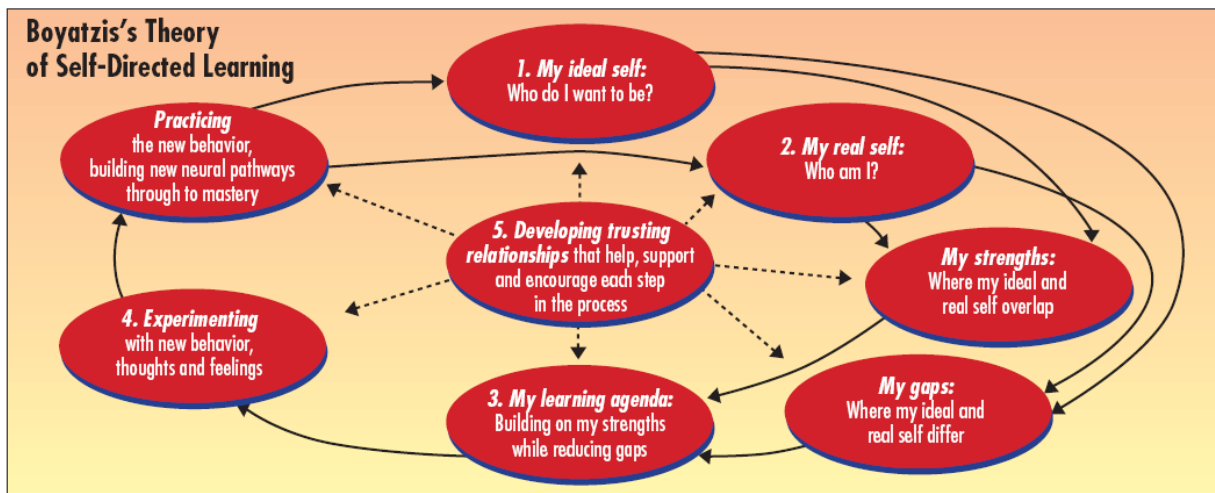 Boyatzis's Theory
of Self-Directed Learning
1. My ideal self:
Who do I want to be?
2. My real self:
Who am I?
My strengths:
Where my ideal and
real self overlap
My gaps:
Where my ideal and
real self differ
3. My learning agenda:
Building on my strengths
while reducing gaps
4. Experimenting
with new behavior,
thoughts and feelings
Practicing
the new behavior,
building new neural pathways
through to mastery
5. Developing trusting
relationships that help, support
and encourage each step
in the process